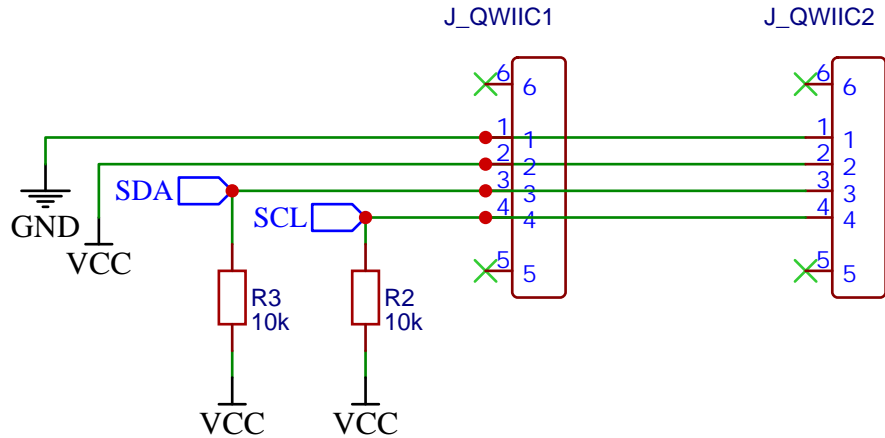 J_QWIIC1
J_QWIIC2
6 6
6 6
1 1
1 1
2 2
2 2
3 3
3 3
4 4
4 4
5 5
5 5
SDA
SCL
GND
VCC
R3
10k
R2
10k
VCC
VCC